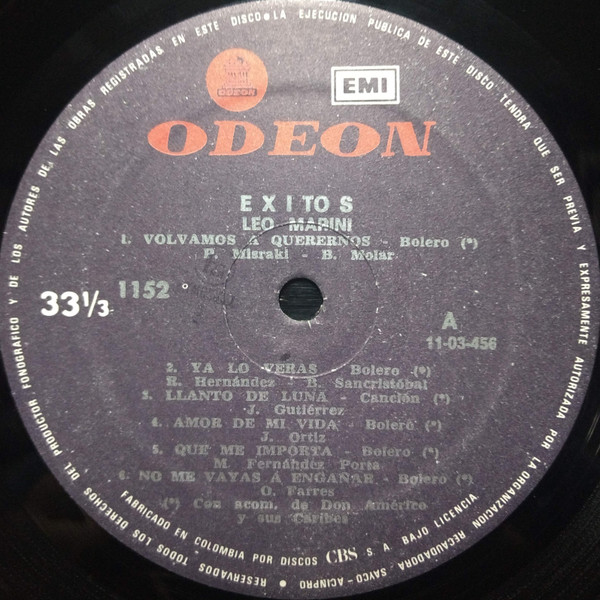 RESERVADOS TODOS LOS DERECHOS DEL PRODUCTOR FONOGRAFICO Y DE LOS AUTORES DE LAS OBRAS REGISTRADAS EN ESTE DISCO • LA EJECUCION PUBLICA DE ESTE DISCO TENDRA QUE SER PREVIA Y EXPRESAMENTE AUTORIZADA POR LA ORGANIZACION RECAUDADORA SAYCO - ACINPRO •
ODEON
EMI
ODEON
EXITOS
LEO MARINI
1. VOLVAMOS A QUERERNOS - Bolero (*)
P. Misraki - B. Molar
33 1/3
1152
A
11-03-456
2. YA LO VERAS - Bolero (*)
R. Hernández - B. Sancristóbal
3. LLANTO DE LUNA - Canción (*)
J. Gutiérrez
4. AMOR DE MI VIDA - Bolero (*)
J. Ortiz
5. QUE ME IMPORTA - Bolero (*)
M. Fernández Porta
6. NO ME VAYAS A ENGAÑAR - Bolero (*)
O. Farres
(*) Con acom. de Don Américo
y sus Caribes
FABRICADO EN COLOMBIA POR DISCOS CBS S. A. BAJO LICENCIA